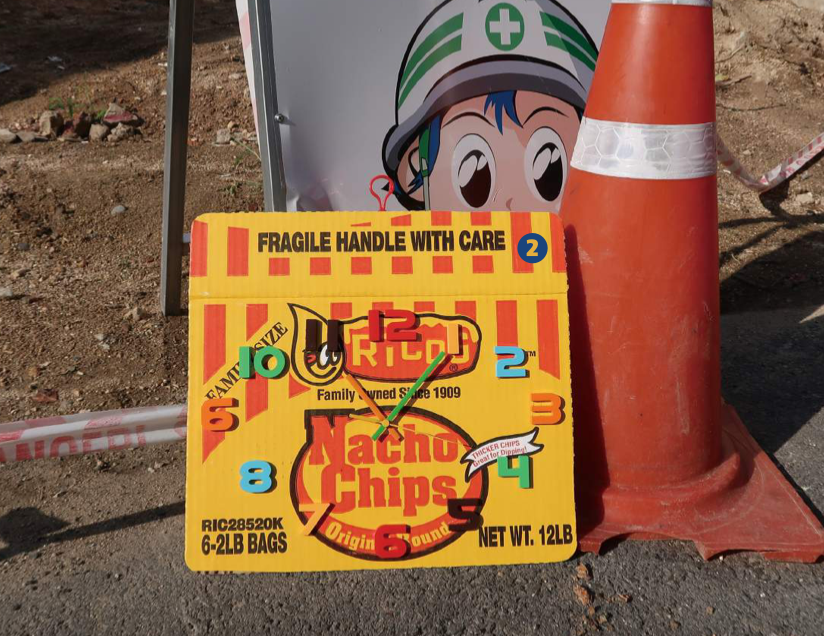 FRAGILE HANDLE WITH CARE
2
FAMILY SIZE
11
12
1
RICOS
®
10
2
™
Family Owned Since 1909
6
3
Nacho
Chips
THICKER CHIPS
Great for Dipping!
8
4
7
5
Original Round
6
RIC28520K
6-2LB BAGS
NET WT. 12LB
DANGER!